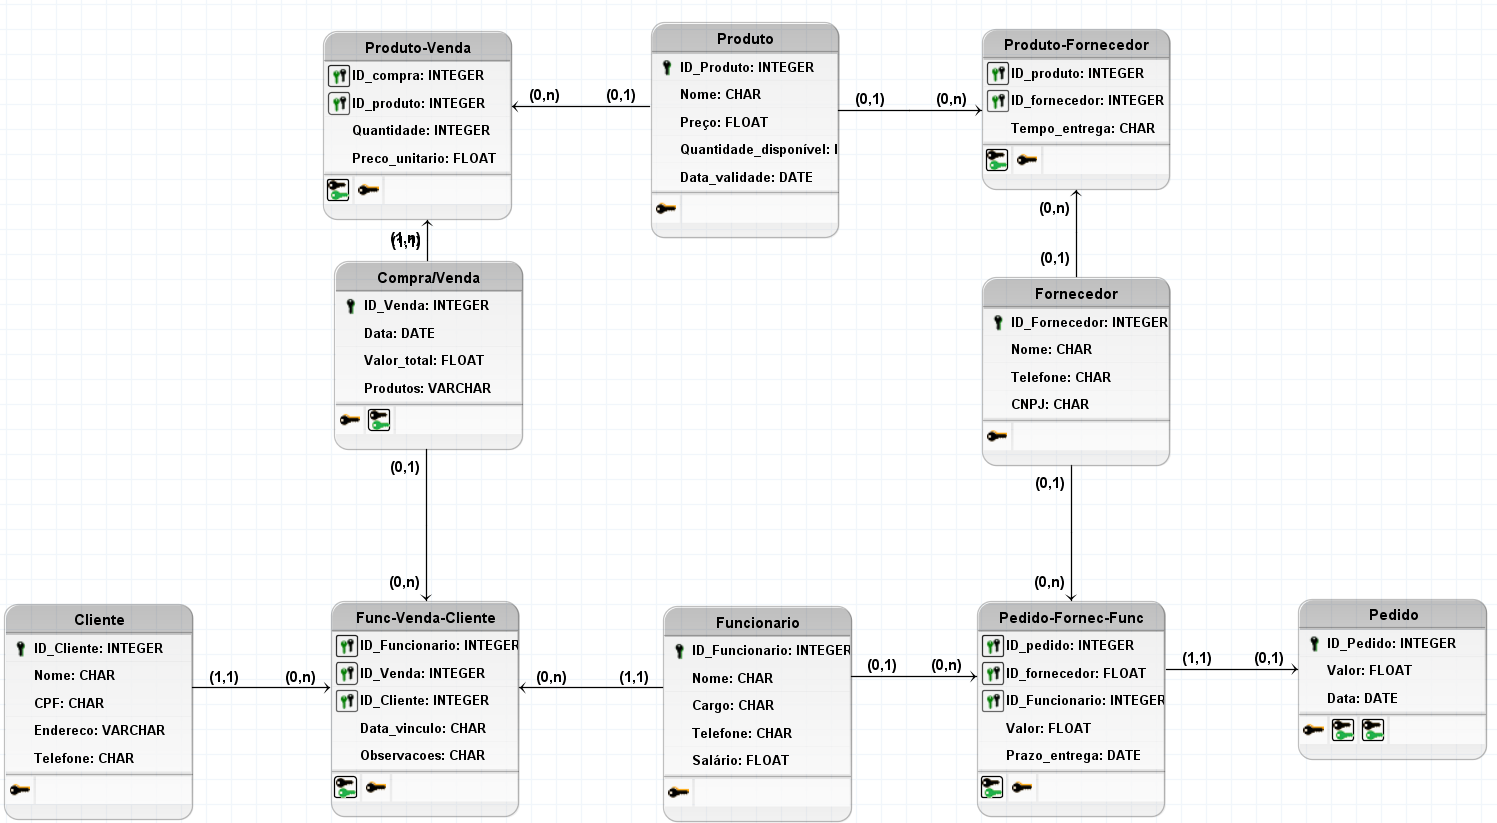 Produto-Venda
ID_compra: INTEGER
ID_produto: INTEGER
Quantidade: INTEGER
Preco_unitario: FLOAT
(0,n)
(0,1)
Produto
ID_Produto: INTEGER
Nome: CHAR
Preço: FLOAT
Quantidade_disponível: I
Data_validade: DATE
(0,1)
(0,n)
Produto-Fornecedor
ID_produto: INTEGER
ID_fornecedor: INTEGER
Tempo_entrega: CHAR
(1,n)
(1,1)
(0,n)
(0,1)
Compra/Venda
ID_Venda: INTEGER
Data: DATE
Valor_total: FLOAT
Produtos: VARCHAR
Fornecedor
ID_Fornecedor: INTEGER
Nome: CHAR
Telefone: CHAR
CNPJ: CHAR
(0,1)
(0,n)
(0,1)
(0,n)
Cliente
ID_Cliente: INTEGER
Nome: CHAR
CPF: CHAR
Endereco: VARCHAR
Telefone: CHAR
(1,1)
(0,n)
Func-Venda-Cliente
ID_Funcionario: INTEGER
ID_Venda: INTEGER
ID_Cliente: INTEGER
Data_vinculo: CHAR
Observacoes: CHAR
(0,n)
(1,1)
Funcionario
ID_Funcionario: INTEGER
Nome: CHAR
Cargo: CHAR
Telefone: CHAR
Salário: FLOAT
(0,1)
(0,n)
Pedido-Fornec-Func
ID_pedido: INTEGER
ID_fornecedor: FLOAT
ID_Funcionario: INTEGER
Valor: FLOAT
Prazo_entrega: DATE
(1,1)
(0,1)
Pedido
ID_Pedido: INTEGER
Valor: FLOAT
Data: DATE